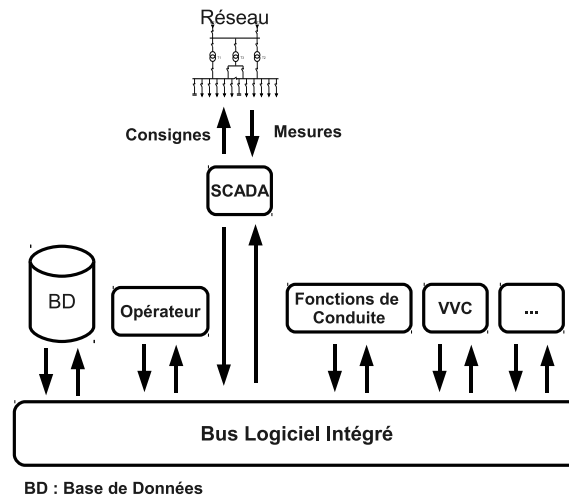 Réseau
Consignes
Mesures
SCADA
BD
Opérateur
Fonctions de
Conduite
VVC
...
Bus Logiciel Intégré
BD : Base de Données